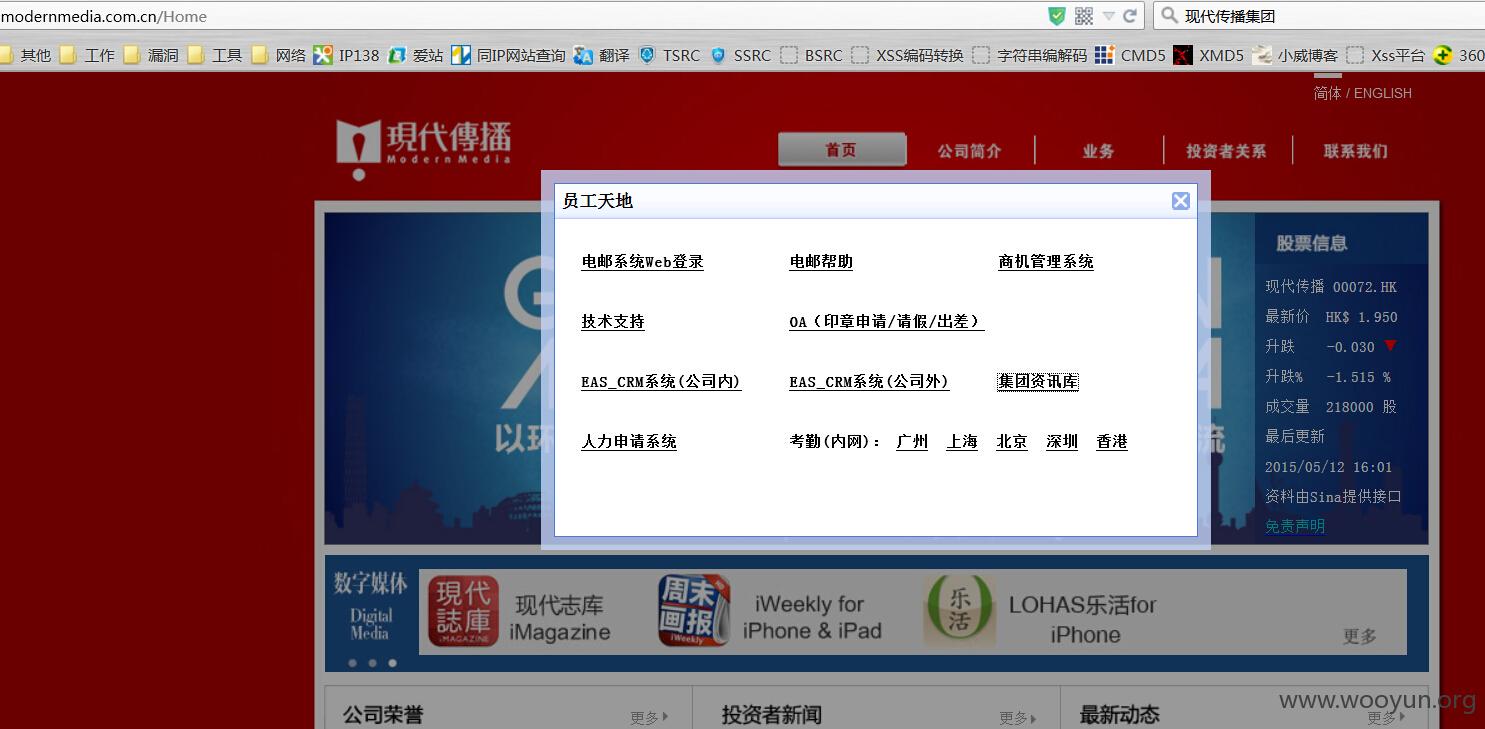 modernmedia.com.cn/Home
现代传播集团
其他 工作 漏洞 工具 网络 IP138 爱站 同IP网站查询 翻译 TSRC SSRC BSRC XSS编码转换 字符串编解码 CMD5 XMD5 小威博客 Xss平台 360
简体 / ENGLISH
現代傳播
Modern Media
首页 公司简介 业务 投资者关系 联系我们
员工天地
电邮系统Web登录 电邮帮助 商机管理系统
技术支持 OA（印章申请/请假/出差）
EAS_CRM系统(公司内) EAS_CRM系统(公司外) 集团资讯库
人力申请系统 考勤(内网)： 广州 上海 北京 深圳 香港
以环
流
股票信息
现代传播 00072.HK
最新价 HK$ 1.950
升跌 -0.030
升跌% -1.515 %
成交量 218000 股
最后更新
2015/05/12 16:01
资料由Sina提供接口
免责声明
数字媒体
Digital
Media
現代
誌庫
iMAGAZINE
现代志库
iMagazine
周末
画报
iWeekly
iWeekly for
iPhone & iPad
乐
活
LOHAS乐活for
iPhone
更多
公司荣誉 更多 投资者新闻 更多 最新动态 更多
www.wooyun.org